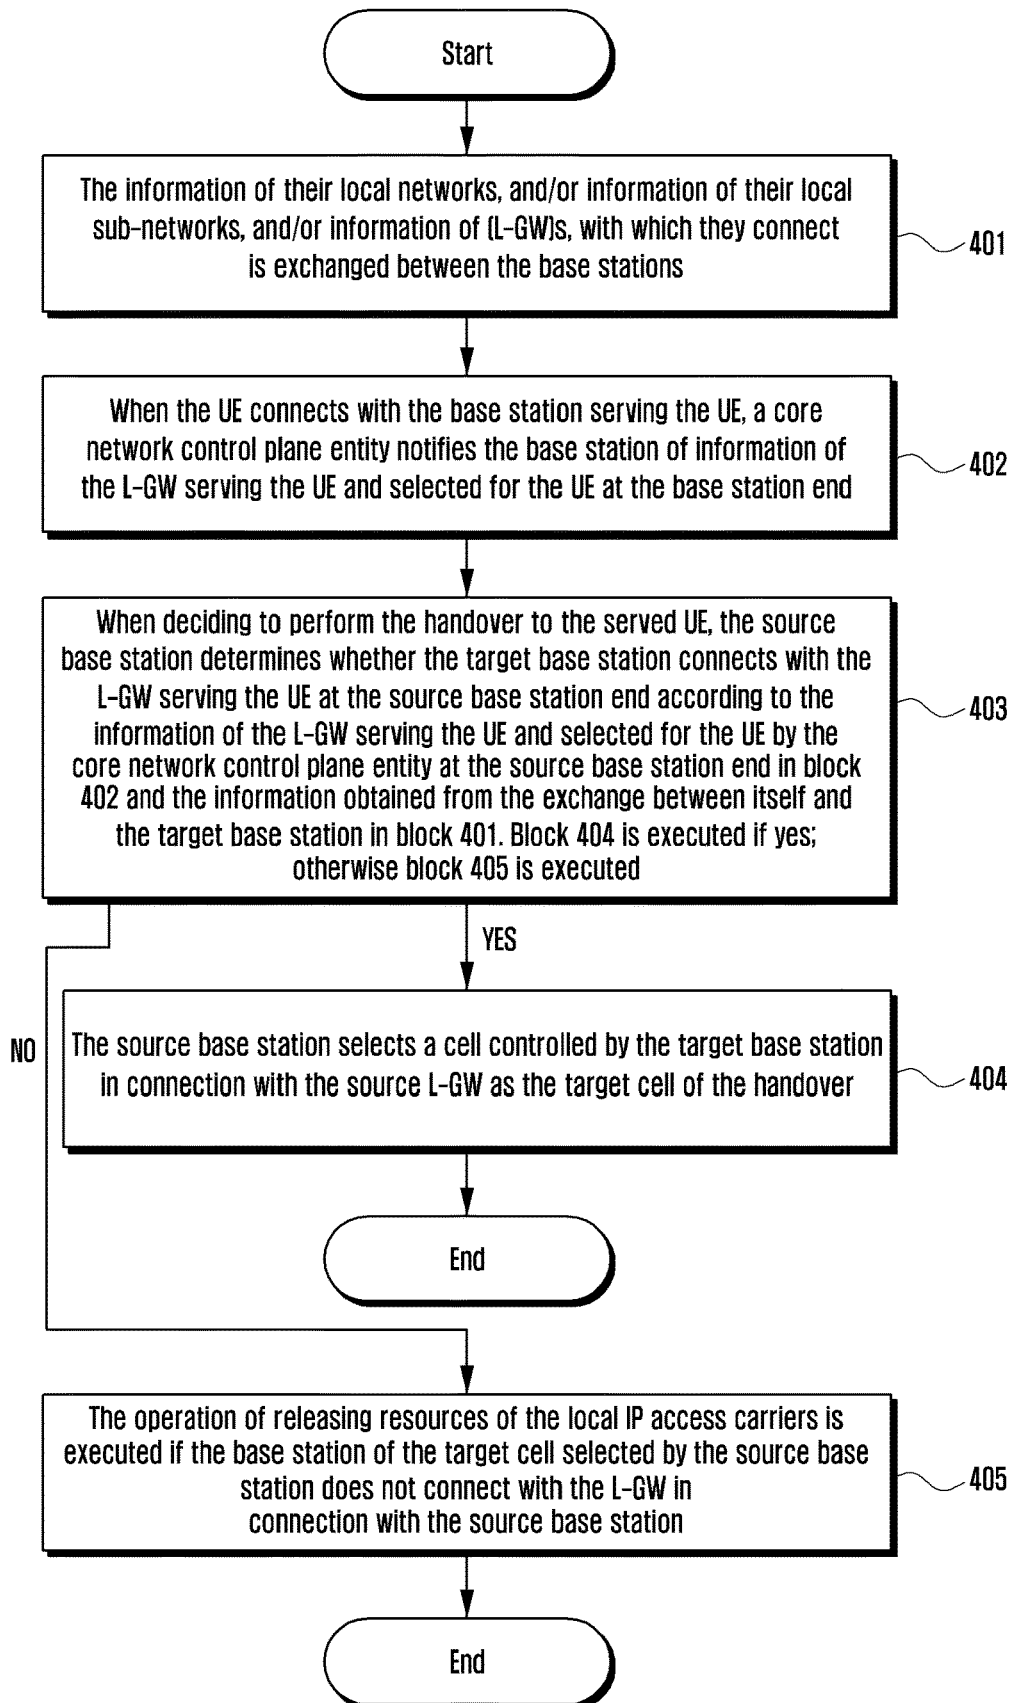 Start
The information of their local networks, and/or information of their local
sub-networks, and/or information of (L-GW)s, with which they connect
is exchanged between the base stations
401
When the UE connects with the base station serving the UE, a core
network control plane entity notifies the base station of information of
the L-GW serving the UE and selected for the UE at the base station end
402
When deciding to perform the handover to the served UE, the source
base station determines whether the target base station connects with the
L-GW serving the UE at the source base station end according to the
information of the L-GW serving the UE and selected for the UE by the
core network control plane entity at the source base station end in block
402 and the information obtained from the exchange between itself and
the target base station in block 401. Block 404 is executed if yes;
otherwise block 405 is executed
403
YES
NO
The source base station selects a cell controlled by the target base station
in connection with the source L-GW as the target cell of the handover
404
End
The operation of releasing resources of the local IP access carriers is
executed if the base station of the target cell selected by the source base
station does not connect with the L-GW in
connection with the source base station
405
End